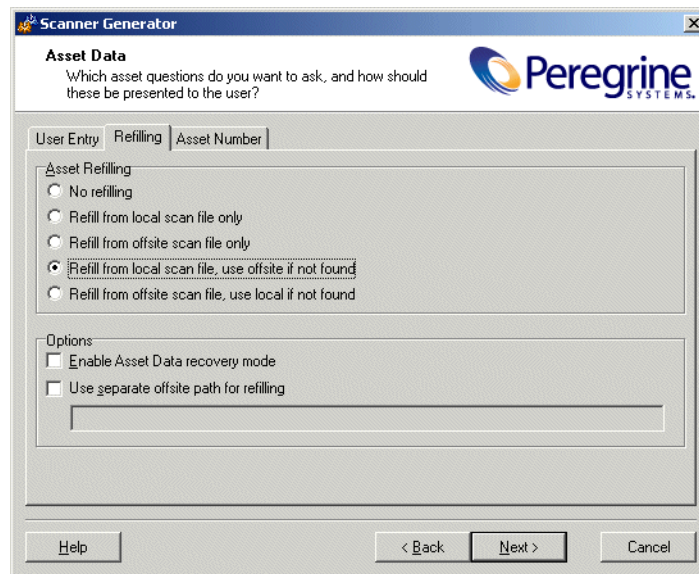 Scanner Generator
Asset Data
Which asset questions do you want to ask, and how should
these be presented to the user?
Peregrine
SYSTEMS.
User Entry
Refilling
Asset Number
Asset Refilling
No refilling
Refill from local scan file only
Refill from offsite scan file only
Refill from local scan file, use offsite if not found
Refill from offsite scan file, use local if not found
Options
Enable Asset Data recovery mode
Use separate offsite path for refilling
Help
< Back
Next >
Cancel